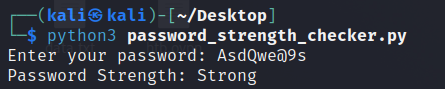 ┌──(kali㉿kali)-[~/Desktop]
└─$ python3 password_strength_checker.py
Enter your password: AsdQwe@9s
Password Strength: Strong